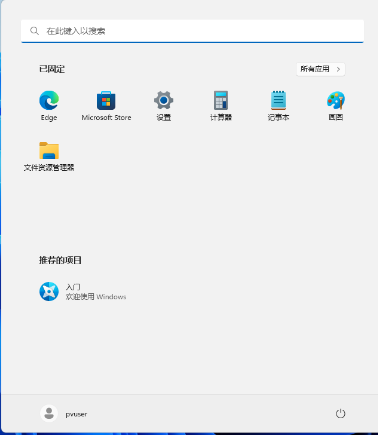 在此键入以搜索
已固定
所有应用
Edge
Microsoft Store
设置
计算器
记事本
画图
文件资源管理器
推荐的项目
入门
欢迎使用 Windows
pvuser